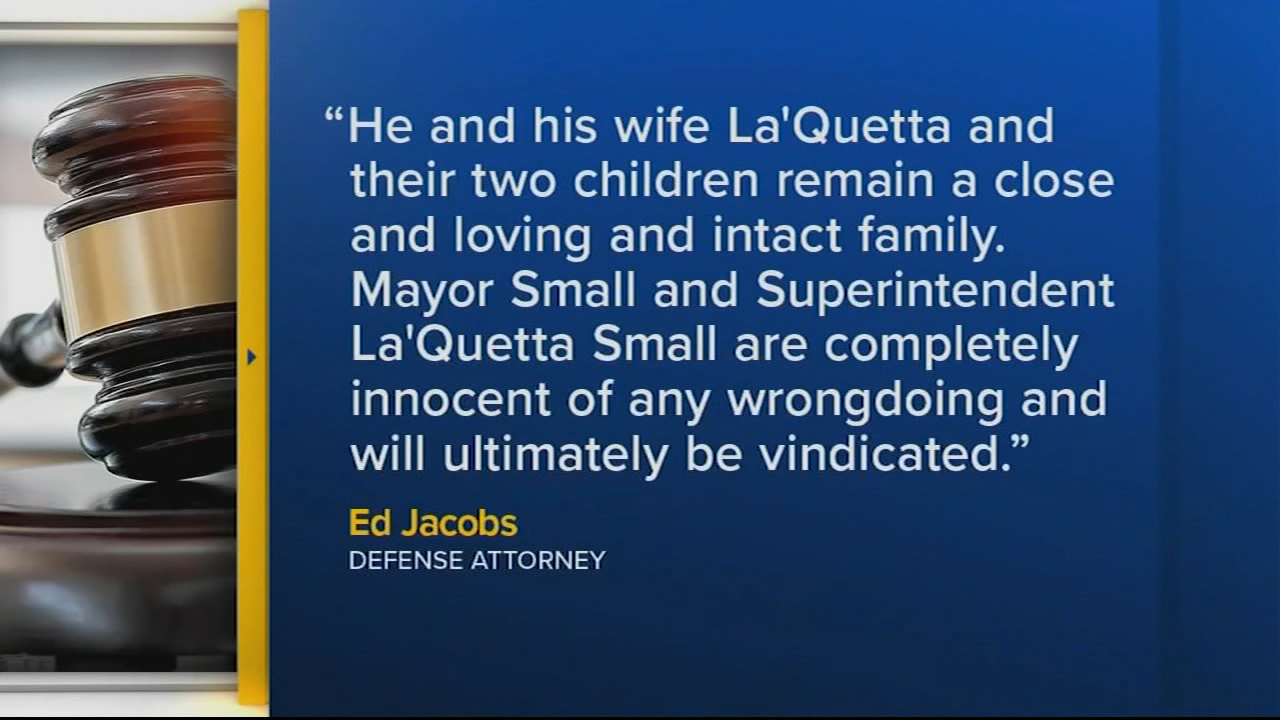 “He and his wife La'Quetta and
their two children remain a close
and loving and intact family.
Mayor Small and Superintendent
La'Quetta Small are completely
innocent of any wrongdoing and
will ultimately be vindicated.”
Ed Jacobs
DEFENSE ATTORNEY